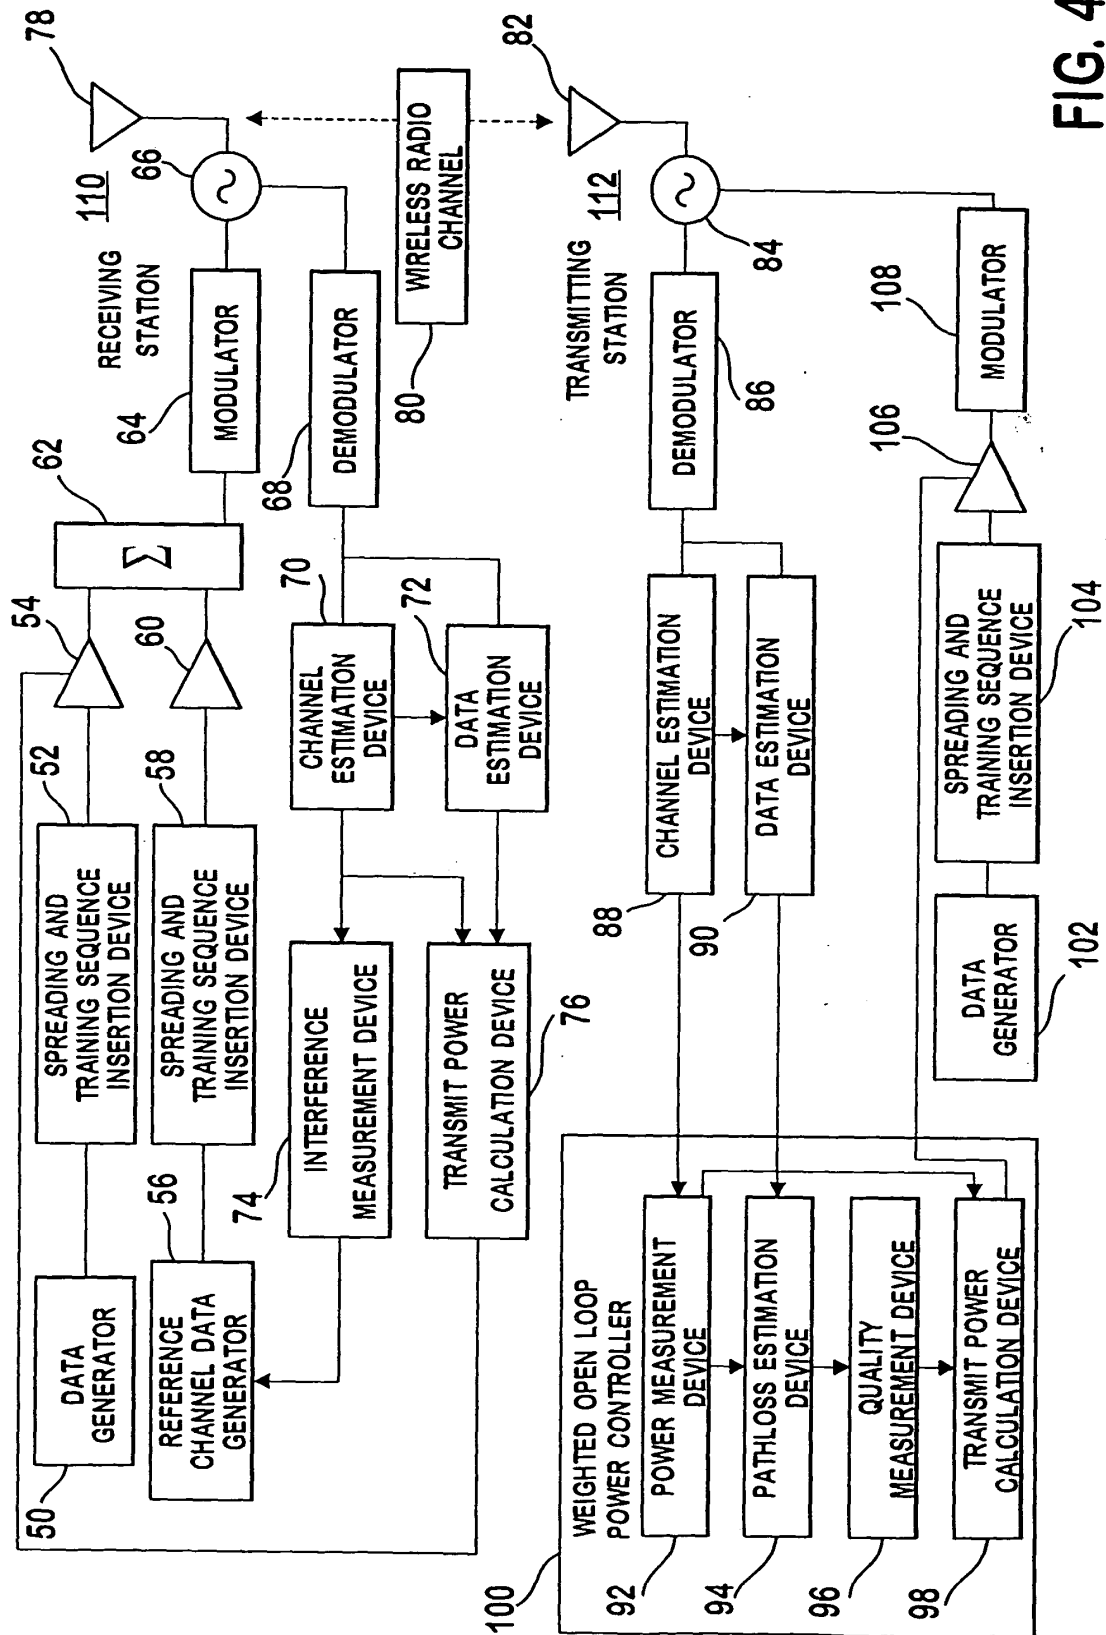 50
DATA
GENERATOR
52
SPREADING AND
TRAINING SEQUENCE
INSERTION DEVICE
54
56
REFERENCE
CHANNEL DATA
GENERATOR
58
SPREADING AND
TRAINING SEQUENCE
INSERTION DEVICE
60
62
Σ
64
MODULATOR
RECEIVING
STATION
110
66
~
78
68
DEMODULATOR
70
CHANNEL
ESTIMATION
DEVICE
72
DATA
ESTIMATION
DEVICE
74
INTERFERENCE
MEASUREMENT DEVICE
TRANSMIT POWER
CALCULATION DEVICE
76
80
WIRELESS RADIO
CHANNEL
82
TRANSMITTING
STATION
112
~
84
DEMODULATOR
86
CHANNEL ESTIMATION
DEVICE
88
DATA ESTIMATION
DEVICE
90
100
WEIGHTED OPEN LOOP
POWER CONTROLLER
92
POWER MEASUREMENT
DEVICE
94
PATHLOSS ESTIMATION
DEVICE
96
QUALITY
MEASUREMENT DEVICE
98
TRANSMIT POWER
CALCULATION DEVICE
DATA
GENERATOR
102
SPREADING AND
TRAINING SEQUENCE
INSERTION DEVICE
104
106
108
MODULATOR
FIG. 4